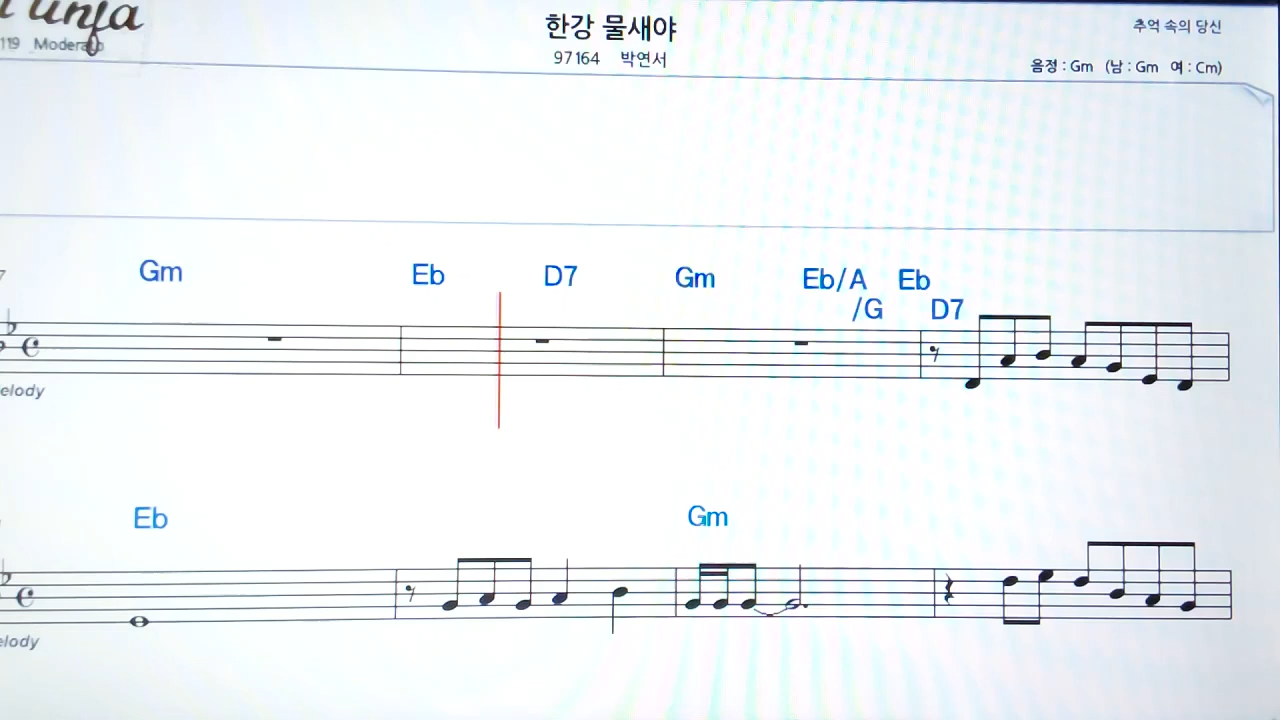 한강 물새야
추억 속의 당신
119 Moderato
97164 박연서
음정 : Gm (남 : Gm 여 : Cm)
7 Gm Eb D7 Gm Eb/A Eb
/G D7
elody
Eb Gm
elody